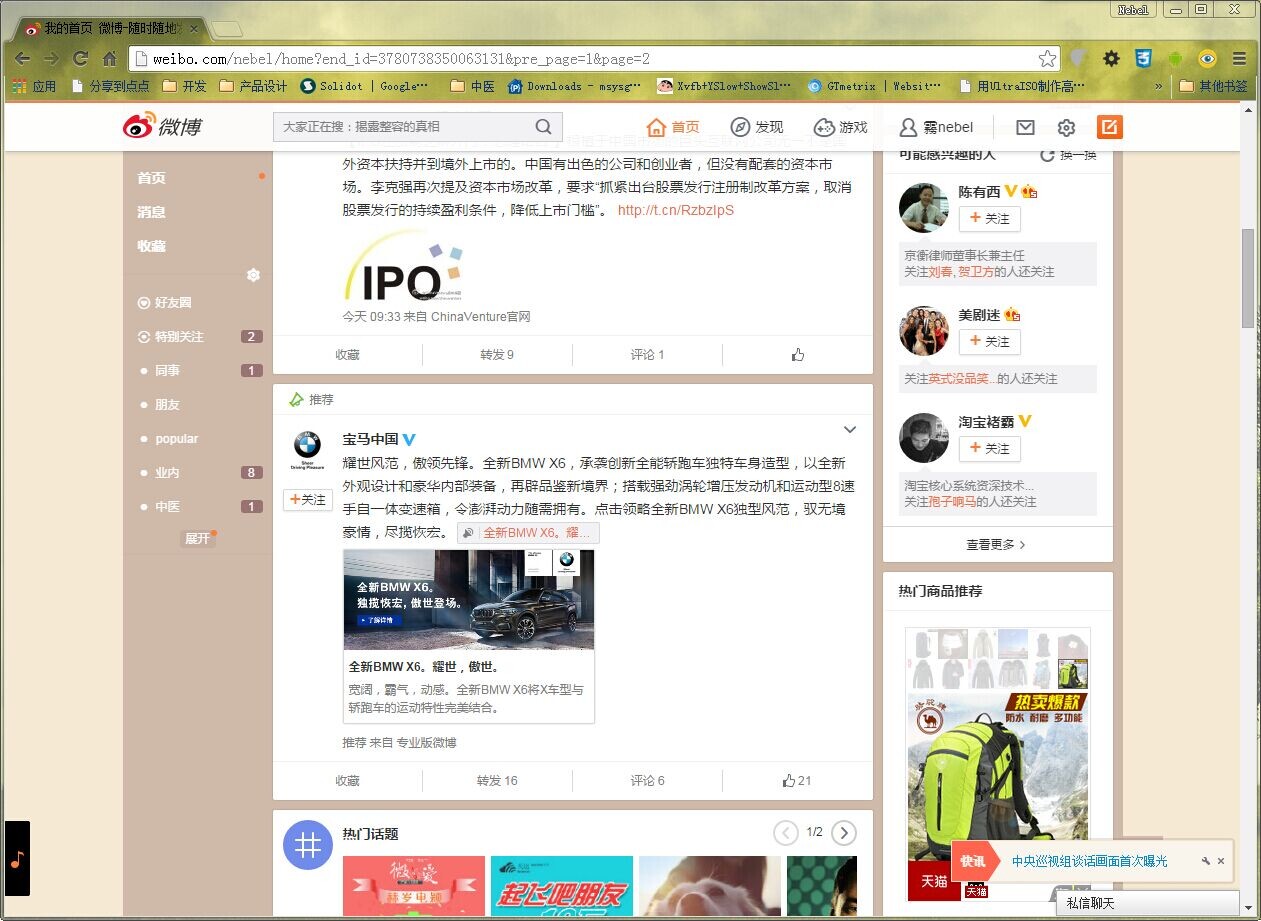 Nebel
我的首页 微博-随时随地
weibo.com/nebel/home?end_id=3780738350063131&pre_page=1&page=2
应用 分享到豆点 开发 产品设计 Solidot | Google… 中医 Downloads - msysg… Xvfb+YSlow+ShowSl… GTmetrix | Websit… 用UltraISO制作高… » 其他书签
微博 大家正在搜：揭露整容的真相 首页 发现 游戏 霧nebel
首页
消息
收藏
好友圈
特别关注 2
同事 1
朋友
popular
业内 8
中医 1
展开
外资本扶持并到境外上市的。中国有出色的公司和创业者，但没有配套的资本市
场。李克强再次提及资本市场改革，要求“抓紧出台股票发行注册制改革方案，取消
股票发行的持续盈利条件，降低上市门槛”。 http://t.cn/RzbzIpS
IPO
今天 09:33 来自 ChinaVenture官网
收藏 转发 9 评论 1
推荐
宝马中国
Sheer
Driving Pleasure
+关注
耀世风范，傲领先锋。全新BMW X6，承袭创新全能轿跑车独特车身造型，以全新
外观设计和豪华内部装备，再辟品鉴新境界；搭载强劲涡轮增压发动机和运动型8速
手自一体变速箱，令澎湃动力随需拥有。点击领略全新BMW X6独型风范，驭无境
豪情，尽揽恢宏。 全新BMW X6。耀...
全新BMW X6。
独揽恢宏，傲世登场。
了解详情
全新BMW X6。耀世，傲世。
宽阔，霸气，动感。全新BMW X6将X车型与
轿跑车的运动特性完美结合。
推荐 来自 专业版微博
收藏 转发 16 评论 6 21
热门话题 1/2
微爱
起飞吧朋友
可能感兴趣的人 换一换
陈有西
+ 关注
京衡律师董事长兼主任
关注刘春, 贺卫方的人还关注
美剧迷
+ 关注
关注英式没品笑...的人还关注
淘宝褚霸
+ 关注
淘宝核心系统资深技术...
关注孢子响马的人还关注
查看更多
热门商品推荐
骆驼牌
热卖爆款
防水 耐磨 多功能
天猫
天猫
快讯 中央巡视组谈话画面首次曝光
私信聊天